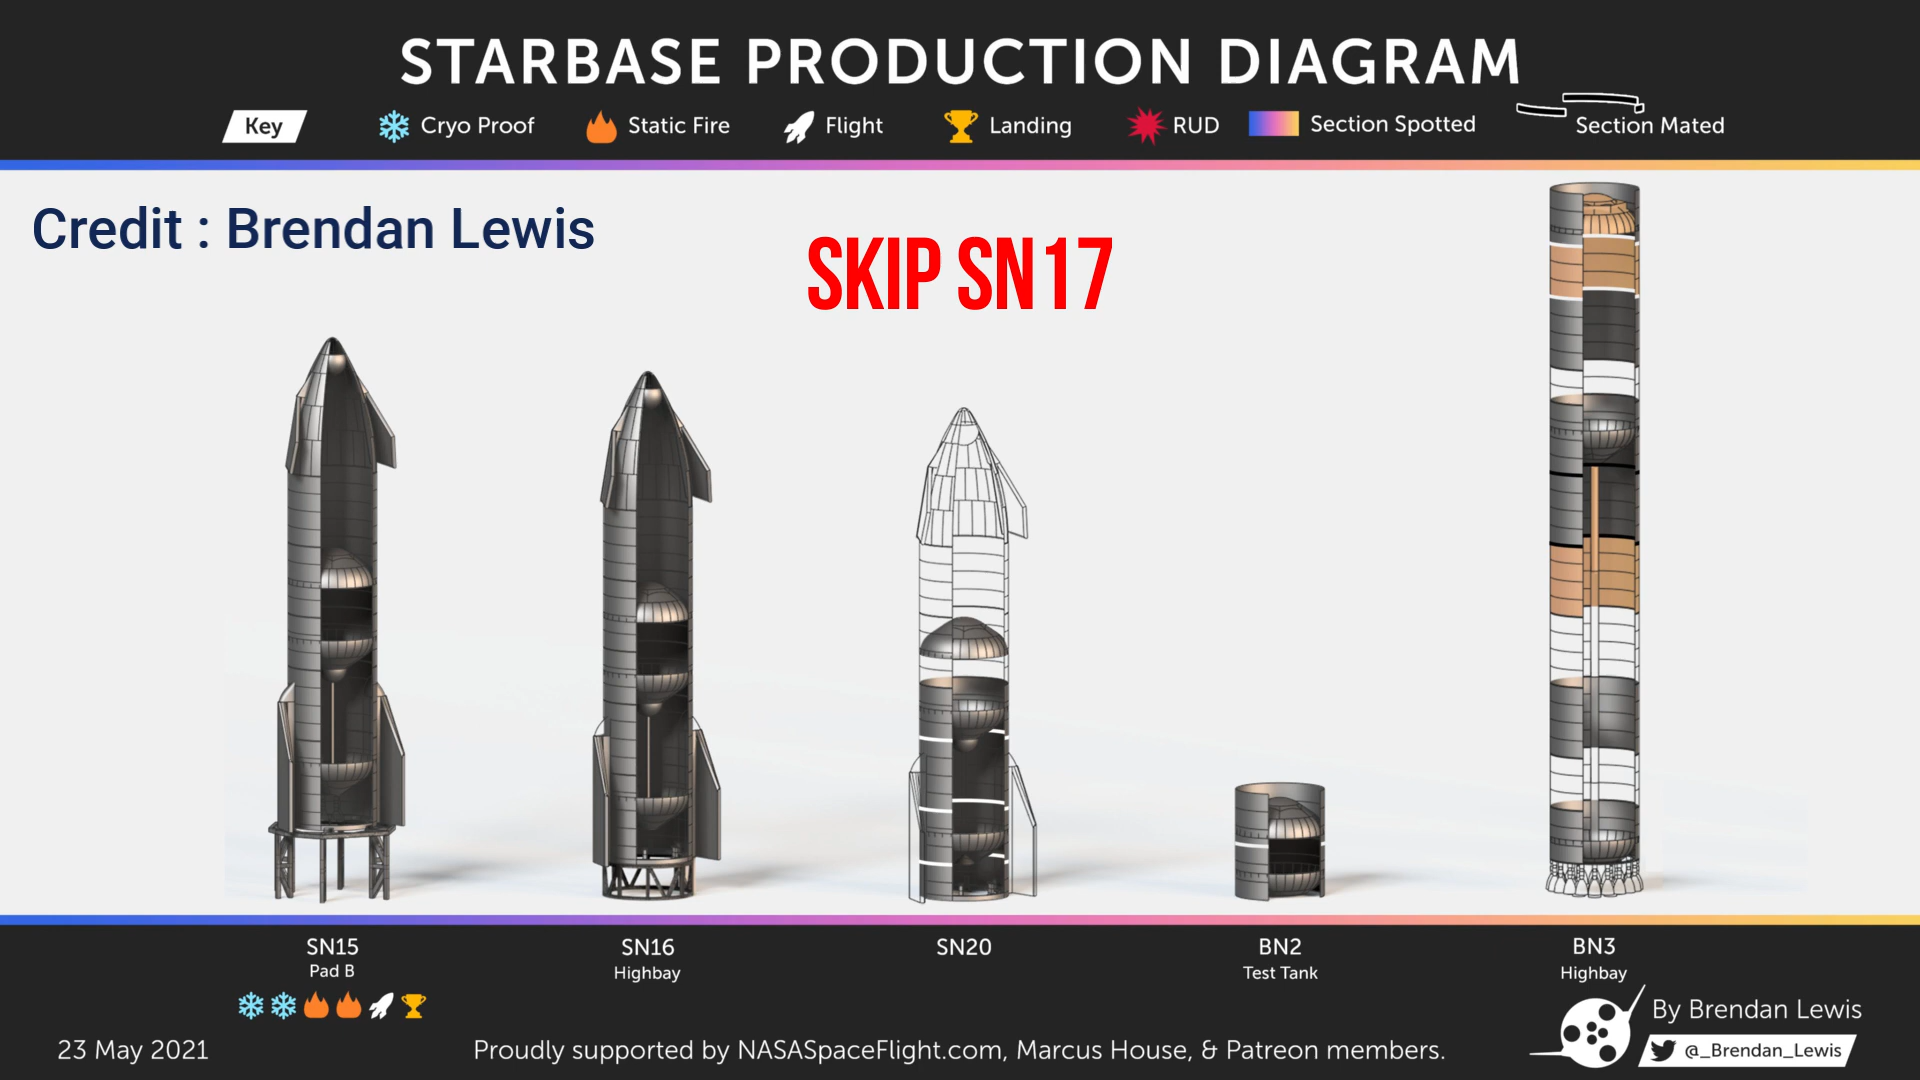 STARBASE PRODUCTION DIAGRAM
Key
Cryo Proof
Static Fire
Flight
Landing
RUD
Section Spotted
Section Mated
Credit : Brendan Lewis
SKIP SN17
SN15
Pad B
SN16
Highbay
SN20
BN2
Test Tank
BN3
Highbay
23 May 2021
Proudly supported by NASASpaceFlight.com, Marcus House, & Patreon members.
By Brendan Lewis
@_Brendan_Lewis